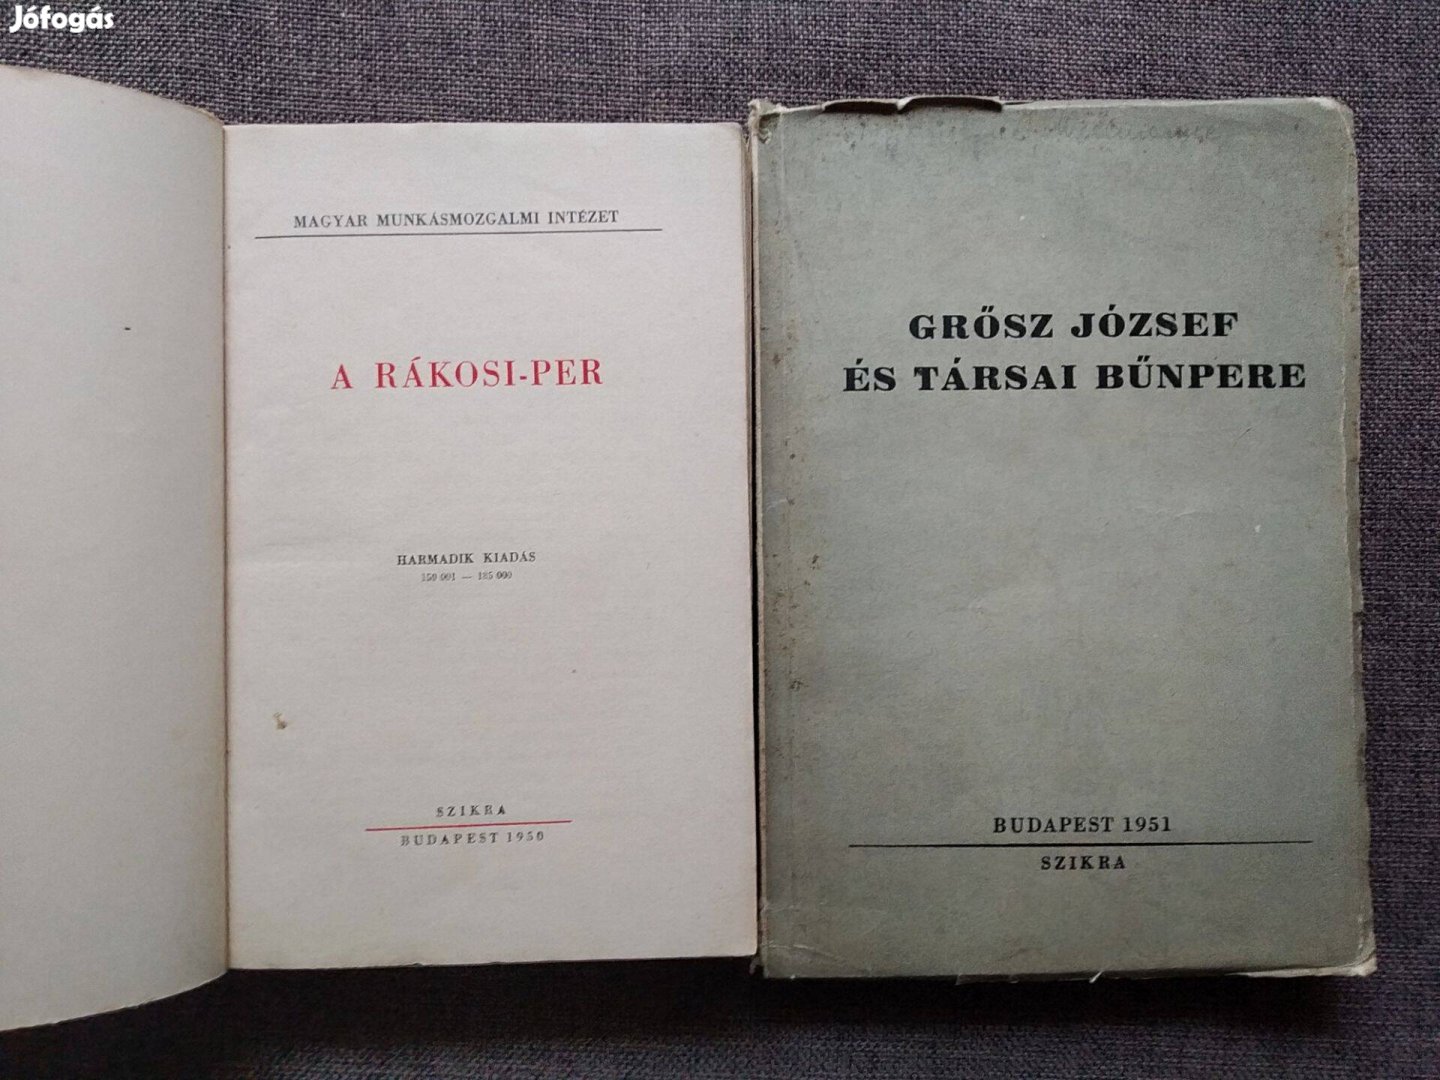 Jófogás
MAGYAR MUNKÁSMOZGALMI INTÉZET
A RÁKOSI-PER
HARMADIK KIADÁS
150 001 — 185 000
SZIKRA
BUDAPEST 1950
GRŐSZ JÓZSEF
ÉS TÁRSAI BŰNPERE
BUDAPEST 1951
SZIKRA